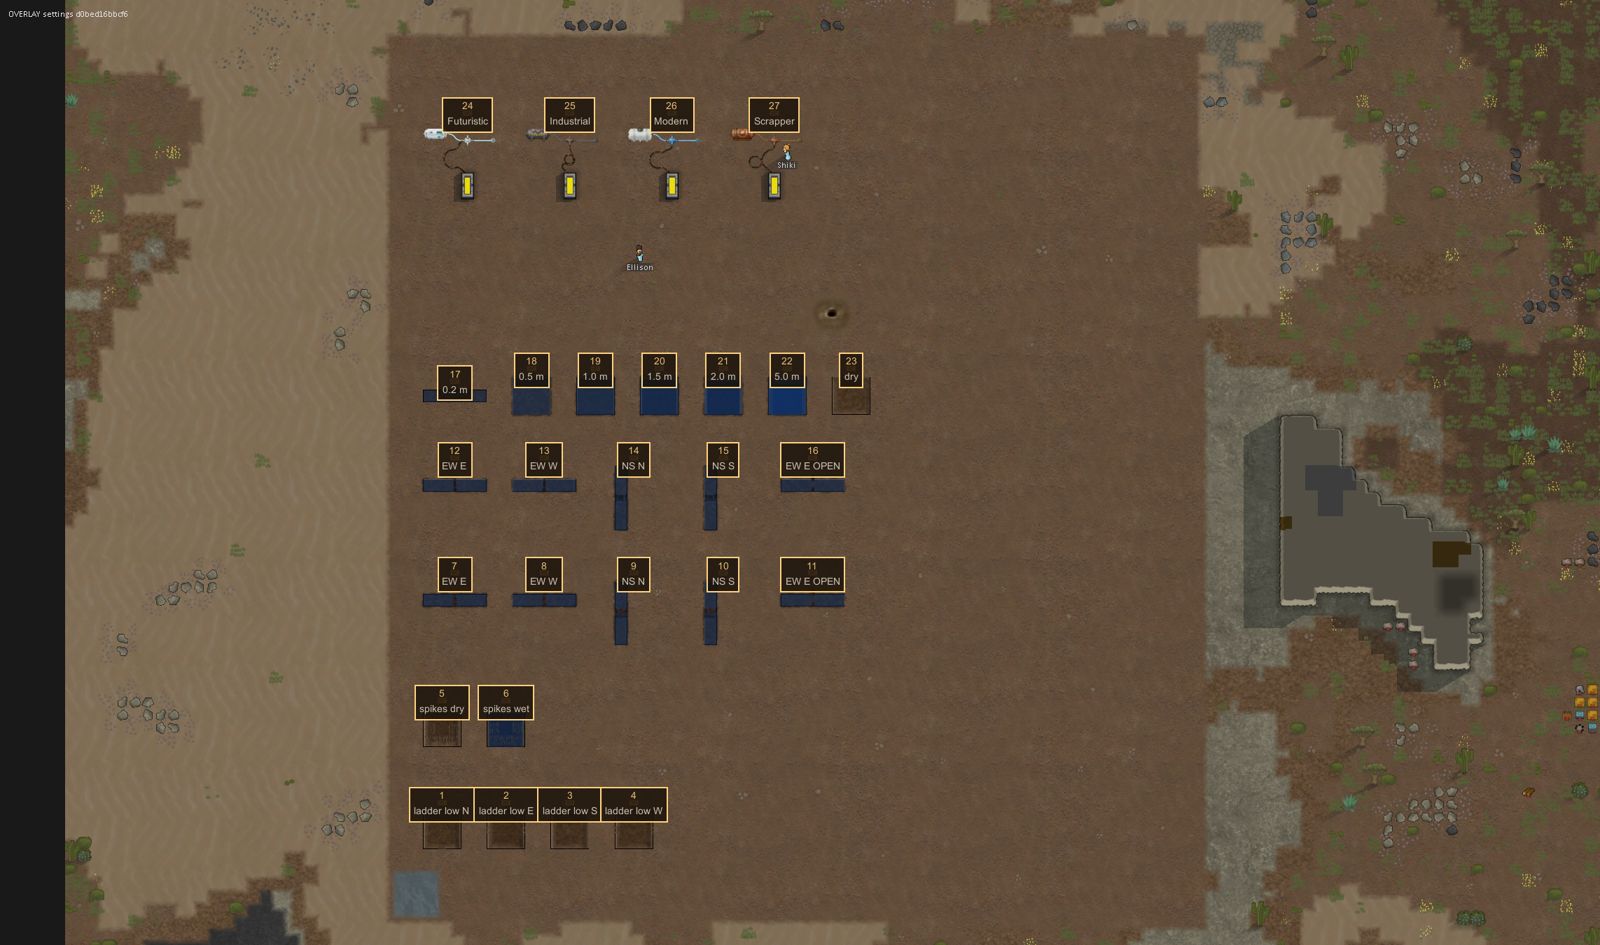 OVERLAY settings d0bed16bbcf6
24
Futuristic
25
Industrial
26
Modern
27
Scrapper
Shiki
Ellison
17
0.2 m
18
0.5 m
19
1.0 m
20
1.5 m
21
2.0 m
22
5.0 m
23
dry
12
EW E
13
EW W
14
NS N
15
NS S
16
EW E OPEN
7
EW E
8
EW W
9
NS N
10
NS S
11
EW E OPEN
5
spikes dry
6
spikes wet
1
ladder low N
2
ladder low E
3
ladder low S
4
ladder low W